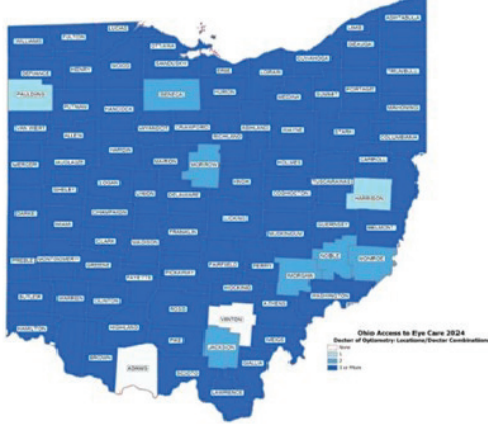 ASHTABULA
LAKE
LUCAS
FULTON
WILLIAMS
OTTAWA
GEAUGA
CUYAHOGA
SANDUSKY
ERIE
LORAIN
TRUMBULL
WOOD
HENRY
DEFIANCE
PORTAGE
SUMMIT
MEDINA
HURON
SENECA
PAULDING
PUTNAM
HANCOCK
MAHONING
VAN WERT
WYANDOT
CRAWFORD
RICHLAND
ASHLAND
WAYNE
STARK
COLUMBIANA
ALLEN
HARDIN
MARION
MORROW
HOLMES
CARROLL
MERCER
AUGLAIZE
TUSCARAWAS
LOGAN
UNION
DELAWARE
KNOX
COSHOCTON
HARRISON
SHELBY
DARKE
MIAMI
CHAMPAIGN
LICKING
GUERNSEY
BELMONT
CLARK
MADISON
FRANKLIN
MUSKINGUM
NOBLE
MONROE
PREBLE
MONTGOMERY
GREENE
FAYETTE
PICKAWAY
FAIRFIELD
PERRY
MORGAN
WASHINGTON
BUTLER
WARREN
CLINTON
ROSS
HOCKING
ATHENS
VINTON
HAMILTON
HIGHLAND
PIKE
JACKSON
MEIGS
BROWN
ADAMS
SCIOTO
GALLIA
LAWRENCE
Ohio Access to Eye Care 2024
Doctor of Optometry: Locations/Doctor Combinations
None
1
2
3 or More